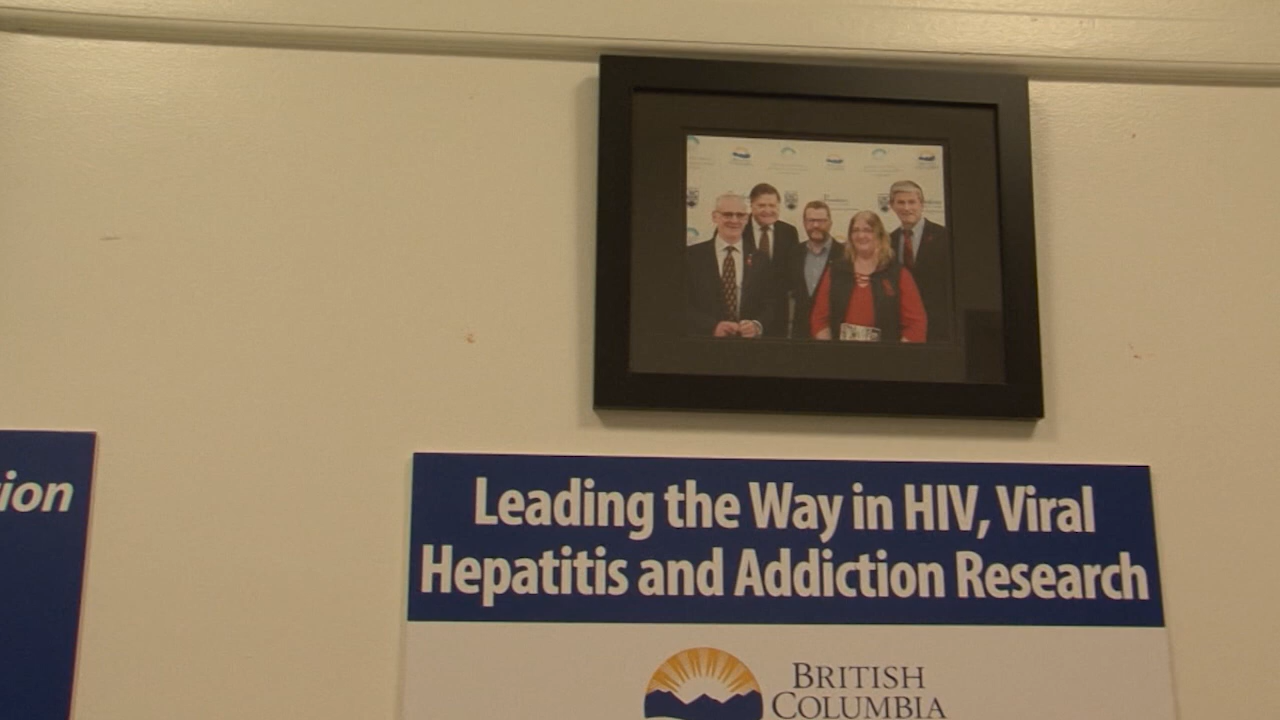 ion
Leading the Way in HIV, Viral
Hepatitis and Addiction Research
BRITISH
COLUMBIA